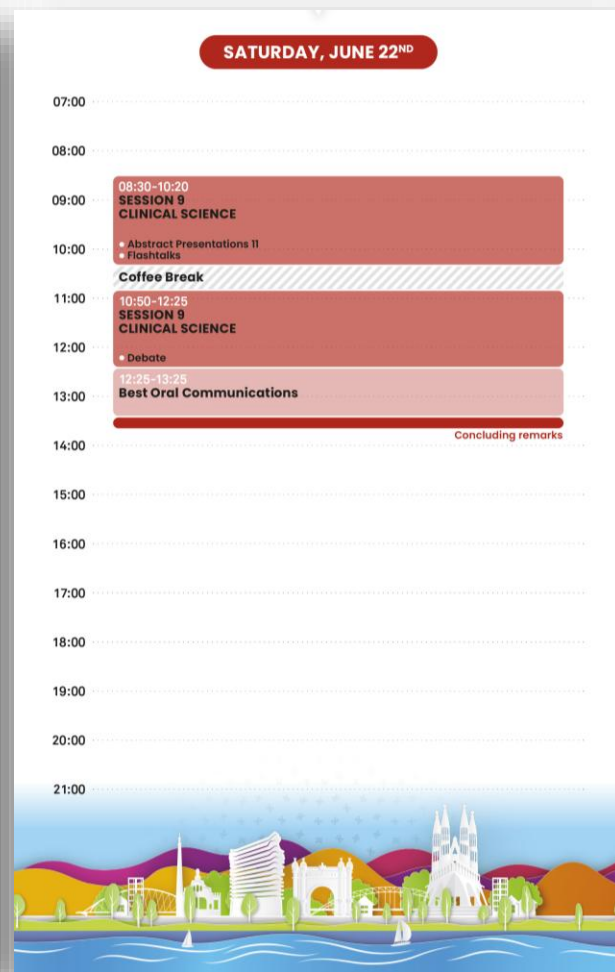 SATURDAY, JUNE 22ND
07:00
08:00
08:30-10:20
09:00
SESSION 9
CLINICAL SCIENCE
10:00
Abstract Presentations 11
Flashtalks
Coffee Break
11:00
10:50-12:25
SESSION 9
CLINICAL SCIENCE
12:00
Debate
12:25-13:25
13:00
Best Oral Communications
Concluding remarks
14:00
15:00
16:00
17:00
18:00
19:00
20:00
21:00